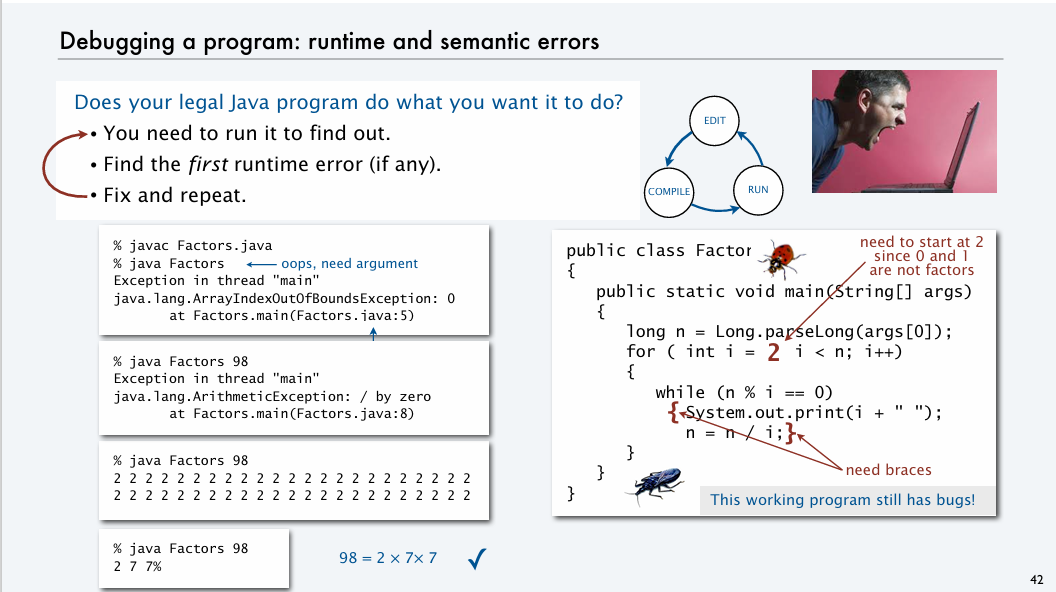 Debugging a program: runtime and semantic errors
Does your legal Java program do what you want it to do?
• You need to run it to find out.
• Find the first runtime error (if any).
• Fix and repeat.
EDIT
COMPILE
RUN
% javac Factors.java
% java Factors
oops, need argument
Exception in thread "main"
java.lang.ArrayIndexOutOfBoundsException: 0
at Factors.main(Factors.java:5)
% java Factors 98
Exception in thread "main"
java.lang.ArithmeticException: / by zero
at Factors.main(Factors.java:8)
% java Factors 98
2 2 2 2 2 2 2 2 2 2 2 2 2 2 2 2 2 2 2 2 2 2 2
2 2 2 2 2 2 2 2 2 2 2 2 2 2 2 2 2 2 2 2 2 2 2
% java Factors 98
2 7 7%
98 = 2 × 7× 7
✓
need to start at 2
since 0 and 1
are not factors
public class Factor
{
public static void main(String[] args)
{
long n = Long.parseLong(args[0]);
for ( int i = 2 i < n; i++)
{
while (n % i == 0)
{ System.out.print(i + " ");
n = n / i; }
}
}
}
need braces
This working program still has bugs!
42